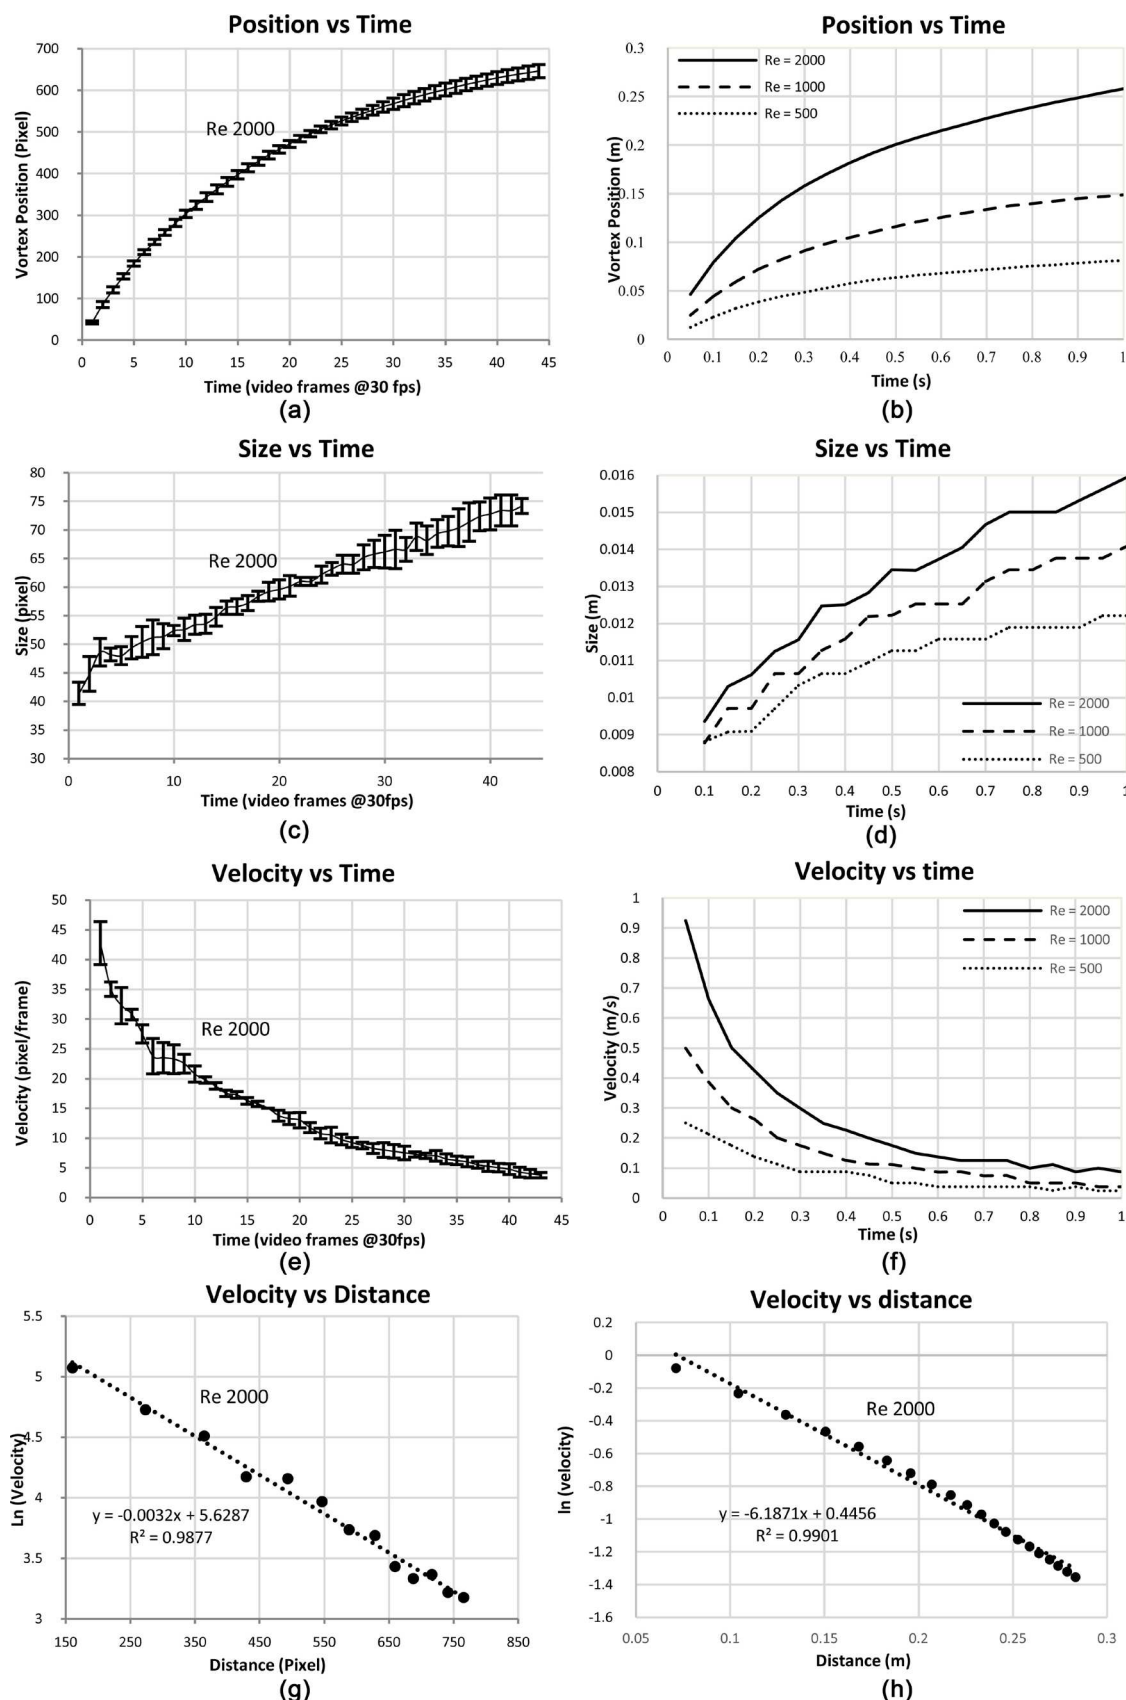 Position vs Time
Vortex Position (Pixel)
700
600
500
400
300
200
100
0
Re 2000
0 5 10 15 20 25 30 35 40 45
Time (video frames @30 fps)
(a)
Position vs Time
Vortex Position (m)
0.3
0.25
0.2
0.15
0.1
0.05
0
Re = 2000
Re = 1000
Re = 500
0 0.1 0.2 0.3 0.4 0.5 0.6 0.7 0.8 0.9 1
Time (s)
(b)
Size vs Time
Size (pixel)
80
75
70
65
60
55
50
45
40
35
30
Re 2000
0 10 20 30 40
Time (video frames @30fps)
(c)
Size vs Time
Size (m)
0.016
0.015
0.014
0.013
0.012
0.011
0.01
0.009
0.008
Re = 2000
Re = 1000
Re = 500
0 0.1 0.2 0.3 0.4 0.5 0.6 0.7 0.8 0.9 1
Time (s)
(d)
Velocity vs Time
Velocity (pixel/frame)
50
45
40
35
30
25
20
15
10
5
0
Re 2000
0 5 10 15 20 25 30 35 40 45
Time (video frames @30fps)
(e)
Velocity vs time
Velocity (m/s)
1
0.9
0.8
0.7
0.6
0.5
0.4
0.3
0.2
0.1
0
Re = 2000
Re = 1000
Re = 500
0 0.1 0.2 0.3 0.4 0.5 0.6 0.7 0.8 0.9 1
Time (s)
(f)
Velocity vs Distance
Ln (Velocity)
5.5
5
4.5
4
3.5
3
Re 2000
y = -0.0032x + 5.6287
R² = 0.9877
150 250 350 450 550 650 750 850
Distance (Pixel)
(g)
Velocity vs distance
ln (velocity)
0.2
0
-0.2
-0.4
-0.6
-0.8
-1
-1.2
-1.4
-1.6
Re 2000
y = -6.1871x + 0.4456
R² = 0.9901
0.05 0.1 0.15 0.2 0.25 0.3
Distance (m)
(h)